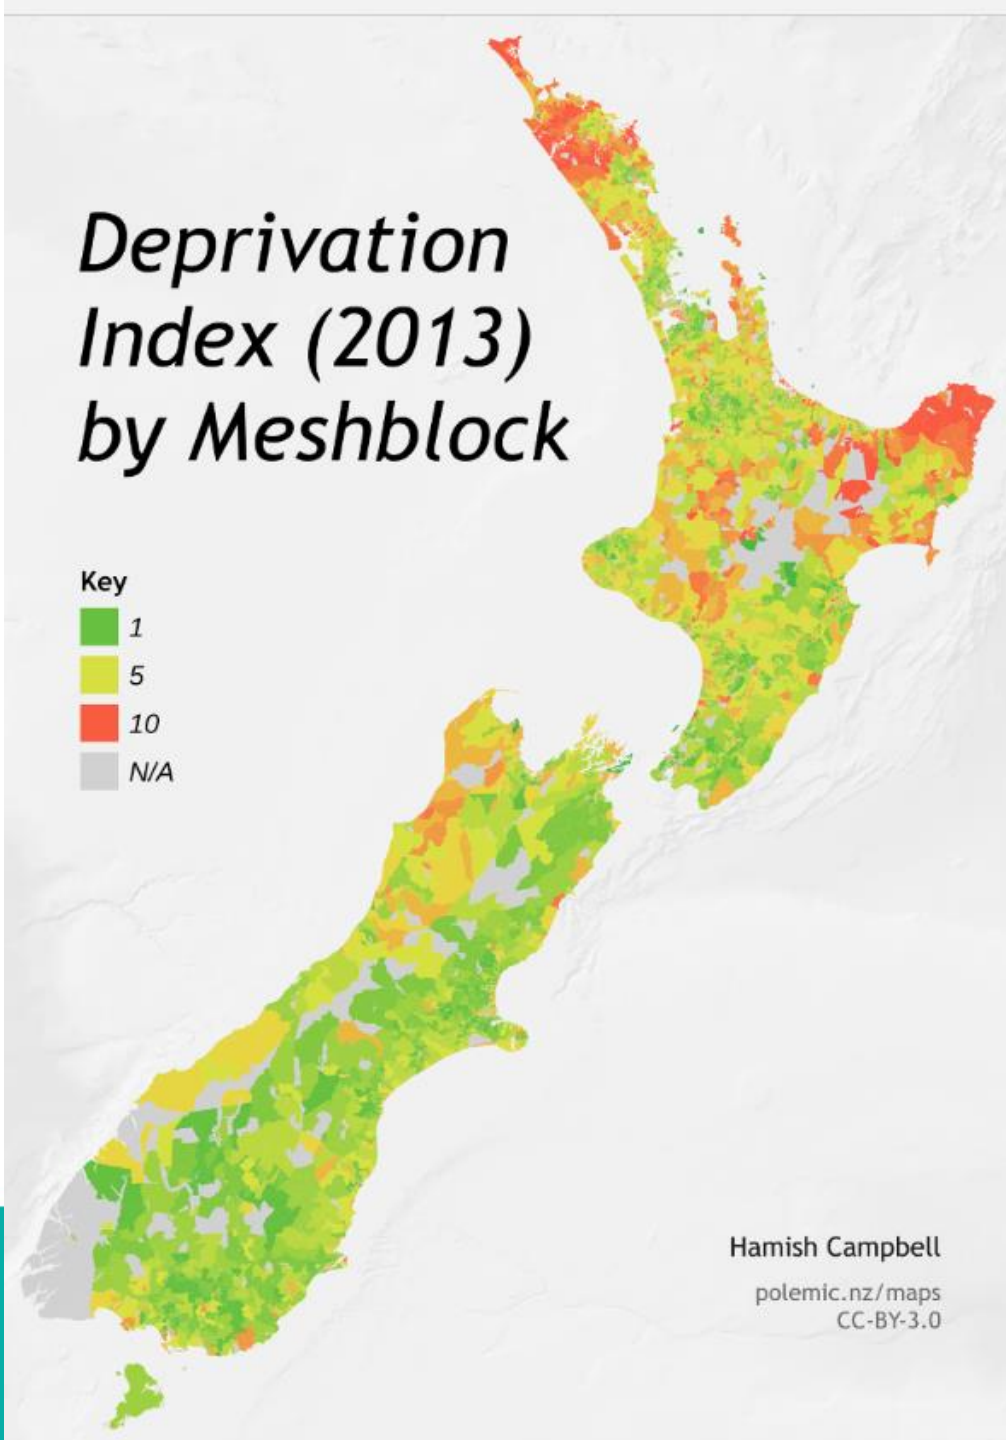 Deprivation
Index (2013)
by Meshblock
Key
1
5
10
N/A
Hamish Campbell
polemic.nz/maps
CC-BY-3.0